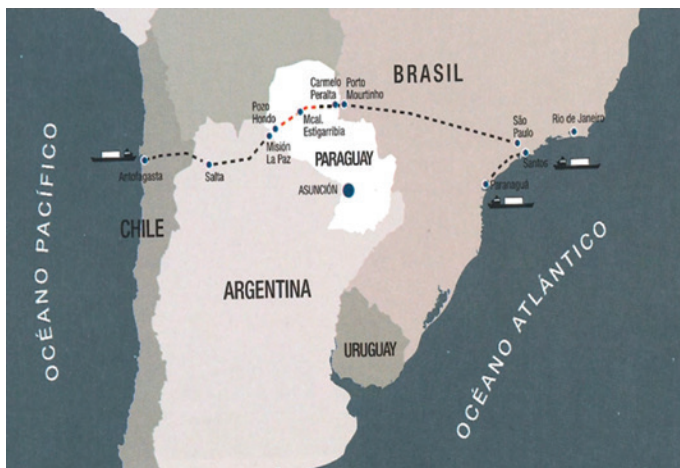 BRASIL
Carmelo
Peralta
Porto
Mourtinho
Pozo
Hondo
Mcal.
Estigarribia
São
Paulo
Rio de Janeiro
Misión
La Paz
Santos
PARAGUAY
Antofagasta
Salta
ASUNCIÓN
Paranaguá
CHILE
ARGENTINA
URUGUAY
OCÉANO PACÍFICO
OCÉANO ATLÁNTICO